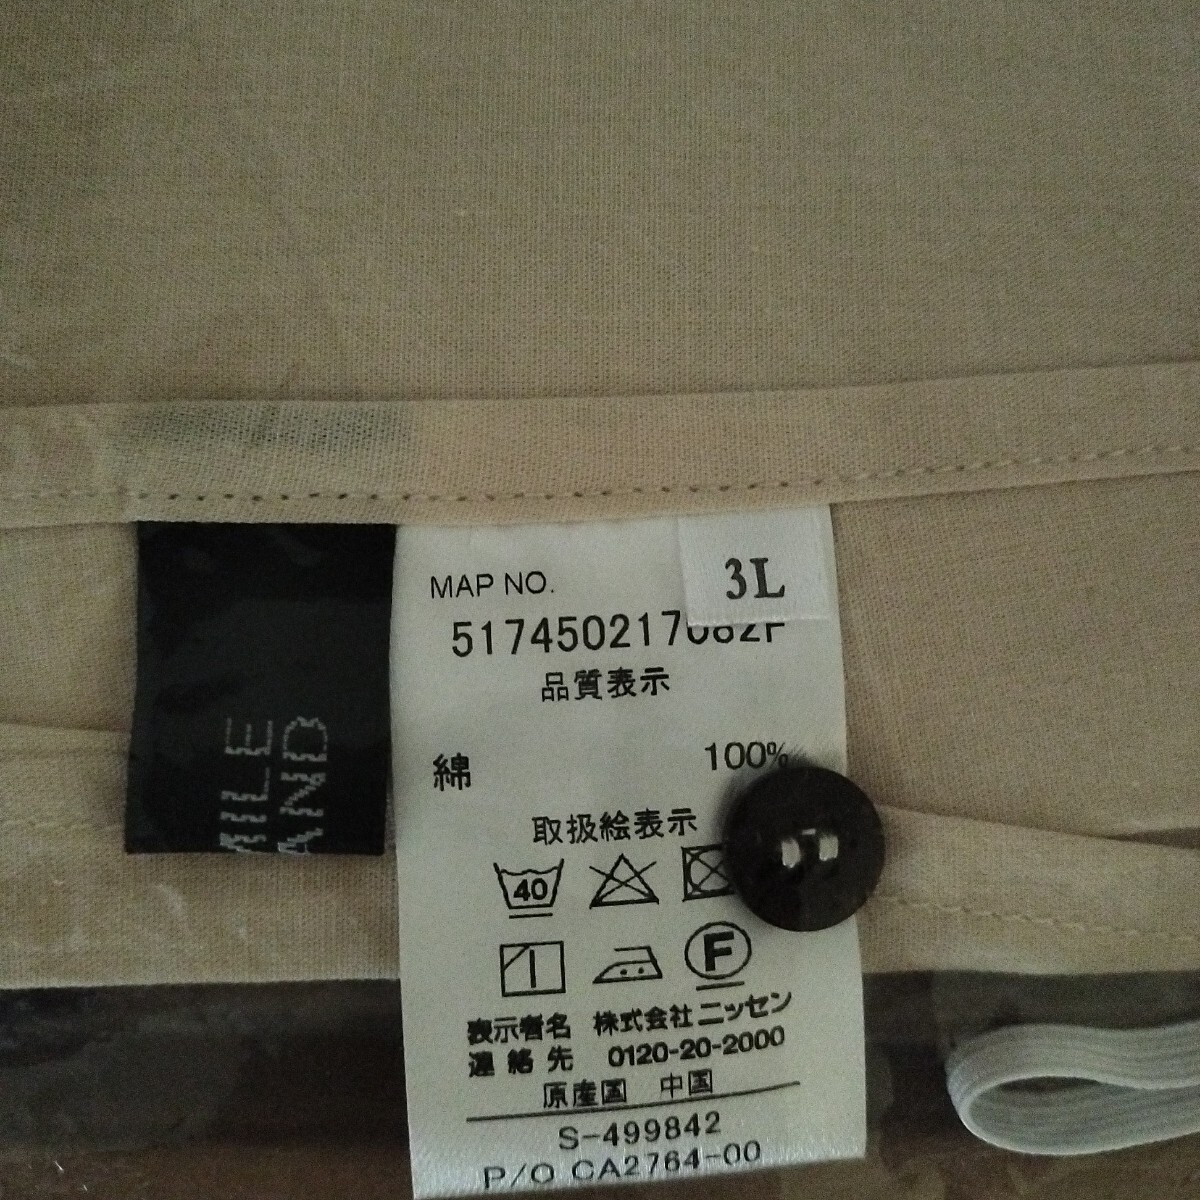 MAP NO.
3L
517450217082F
品質表示
綿 100%
取扱絵表示
40
F
表示者名 株式会社ニッセン
連絡先 0120-20-2000
原産国 中国
S-499842
P/O CA2764-00